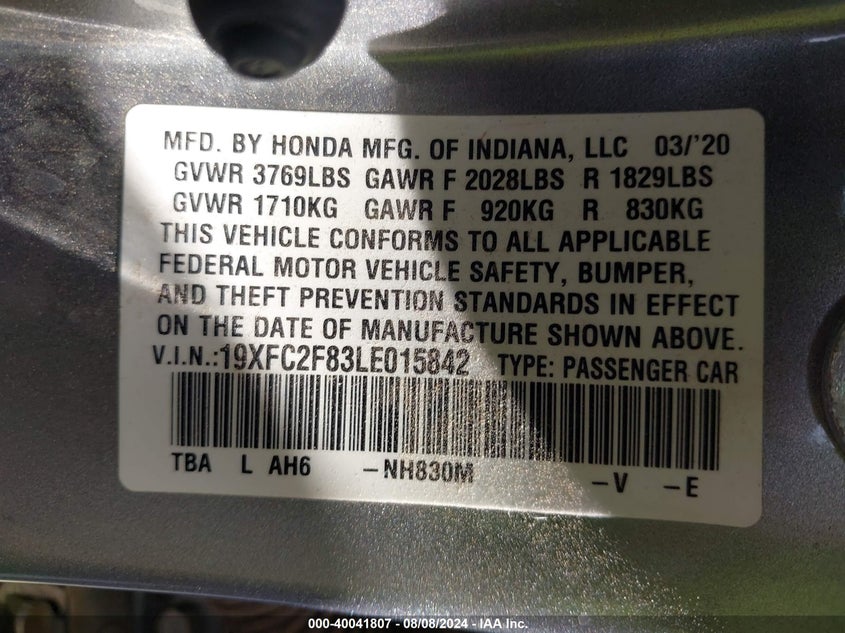 MFD. BY HONDA MFG. OF INDIANA, LLC 03/'20
GVWR 3769LBS GAWR F 2028LBS R 1829LBS
GVWR 1710KG GAWR F 920KG R 830KG
THIS VEHICLE CONFORMS TO ALL APPLICABLE
FEDERAL MOTOR VEHICLE SAFETY, BUMPER,
AND THEFT PREVENTION STANDARDS IN EFFECT
ON THE DATE OF MANUFACTURE SHOWN ABOVE.
V.I.N.:19XFC2F83LE015842 TYPE: PASSENGER CAR
TBA L AH6 –NH830M –V –E
000-40041807 - 08/08/2024 - IAA Inc.